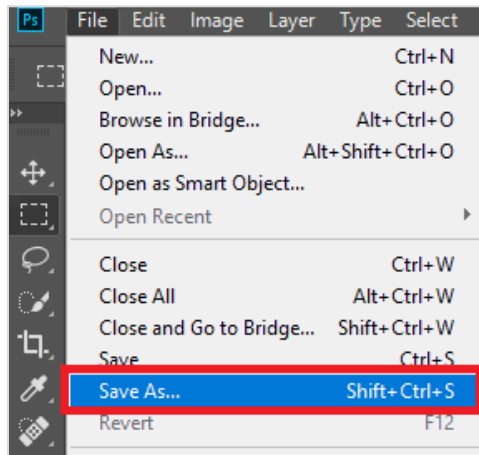 Ps File Edit Image Layer Type Select
New... Ctrl+N
Open... Ctrl+O
Browse in Bridge... Alt+Ctrl+O
Open As... Alt+Shift+Ctrl+O
Open as Smart Object...
Open Recent
Close Ctrl+W
Close All Alt+Ctrl+W
Close and Go to Bridge... Shift+Ctrl+W
Save Ctrl+S
Save As... Shift+Ctrl+S
Revert F12